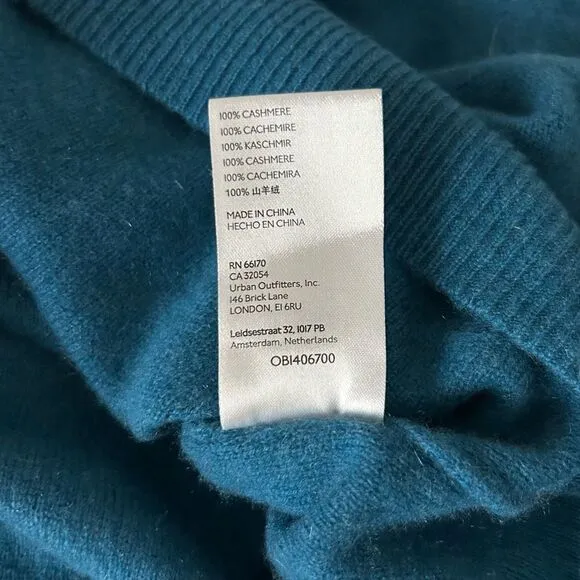 100% CASHMERE
100% CACHEMIRE
100% KASCHMIR
100% CASHMERE
100% CACHEMIRA
100% 山羊绒
MADE IN CHINA
HECHO EN CHINA
RN 66170
CA 32054
Urban Outfitters, Inc.
146 Brick Lane
LONDON, E1 6RU
Leidsestraat 32, 1017 PB
Amsterdam, Netherlands
OB1406700